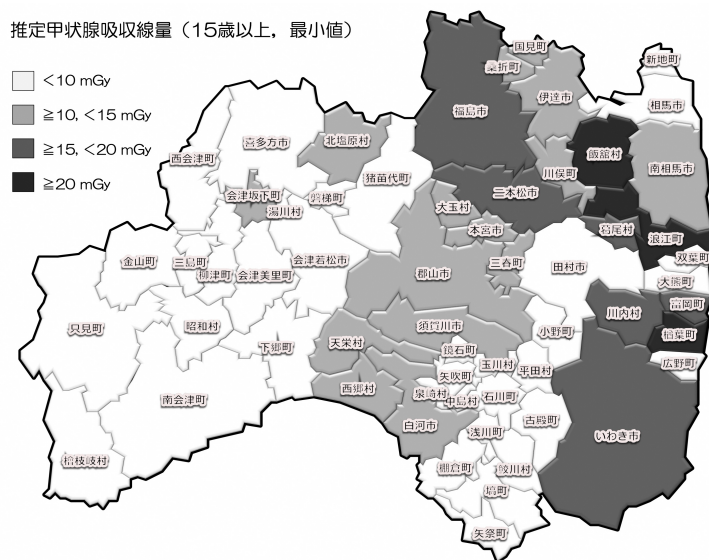 推定甲状腺吸収線量（15歳以上，最小値）
＜10 mGy
≧10,＜15 mGy
≧15,＜20 mGy
≧20 mGy
国見町
桑折町
新地町
伊達市
相馬市
福島市
喜多方市
北塩原村
飯舘村
西会津町
南相馬市
川俣町
猪苗代町
会津坂下町
磐梯町
二本松市
湯川村
大玉村
本宮市
葛尾村
浪江町
双葉町
金山町
三島町
会津若松市
柳津町
会津美里町
三春町
田村市
郡山市
大熊町
富岡町
川内村
只見町
昭和村
須賀川市
小野町
楢葉町
下郷町
天栄村
鏡石町
広野町
玉川村
平田村
矢吹町
西郷村
泉崎村
中島村
石川町
南会津町
白河市
古殿町
浅川町
いわき市
檜枝岐村
棚倉町
鮫川村
塙町
矢祭町